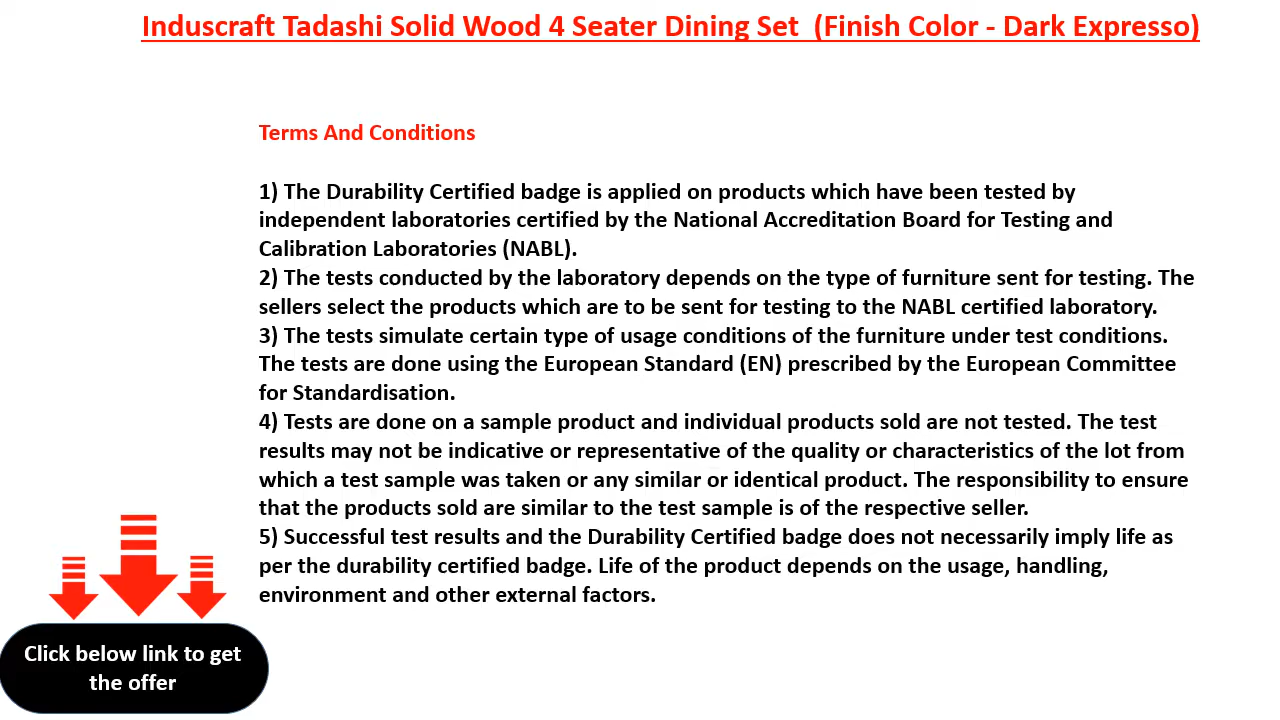 Induscraft Tadashi Solid Wood 4 Seater Dining Set  (Finish Color - Dark Expresso)
Terms And Conditions
1) The Durability Certified badge is applied on products which have been tested by
independent laboratories certified by the National Accreditation Board for Testing and
Calibration Laboratories (NABL).
2) The tests conducted by the laboratory depends on the type of furniture sent for testing. The
sellers select the products which are to be sent for testing to the NABL certified laboratory.
3) The tests simulate certain type of usage conditions of the furniture under test conditions.
The tests are done using the European Standard (EN) prescribed by the European Committee
for Standardisation.
4) Tests are done on a sample product and individual products sold are not tested. The test
results may not be indicative or representative of the quality or characteristics of the lot from
which a test sample was taken or any similar or identical product. The responsibility to ensure
that the products sold are similar to the test sample is of the respective seller.
5) Successful test results and the Durability Certified badge does not necessarily imply life as
per the durability certified badge. Life of the product depends on the usage, handling,
environment and other external factors.
Click below link to get
the offer